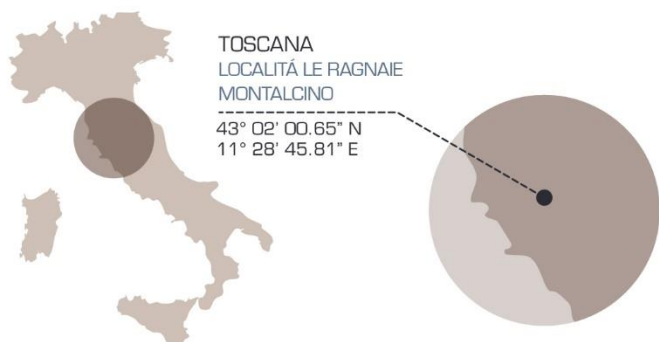 TOSCANA
LOCALITÁ LE RAGNAIE
MONTALCINO
43° 02’ 00.65” N
11° 28’ 45.81” E